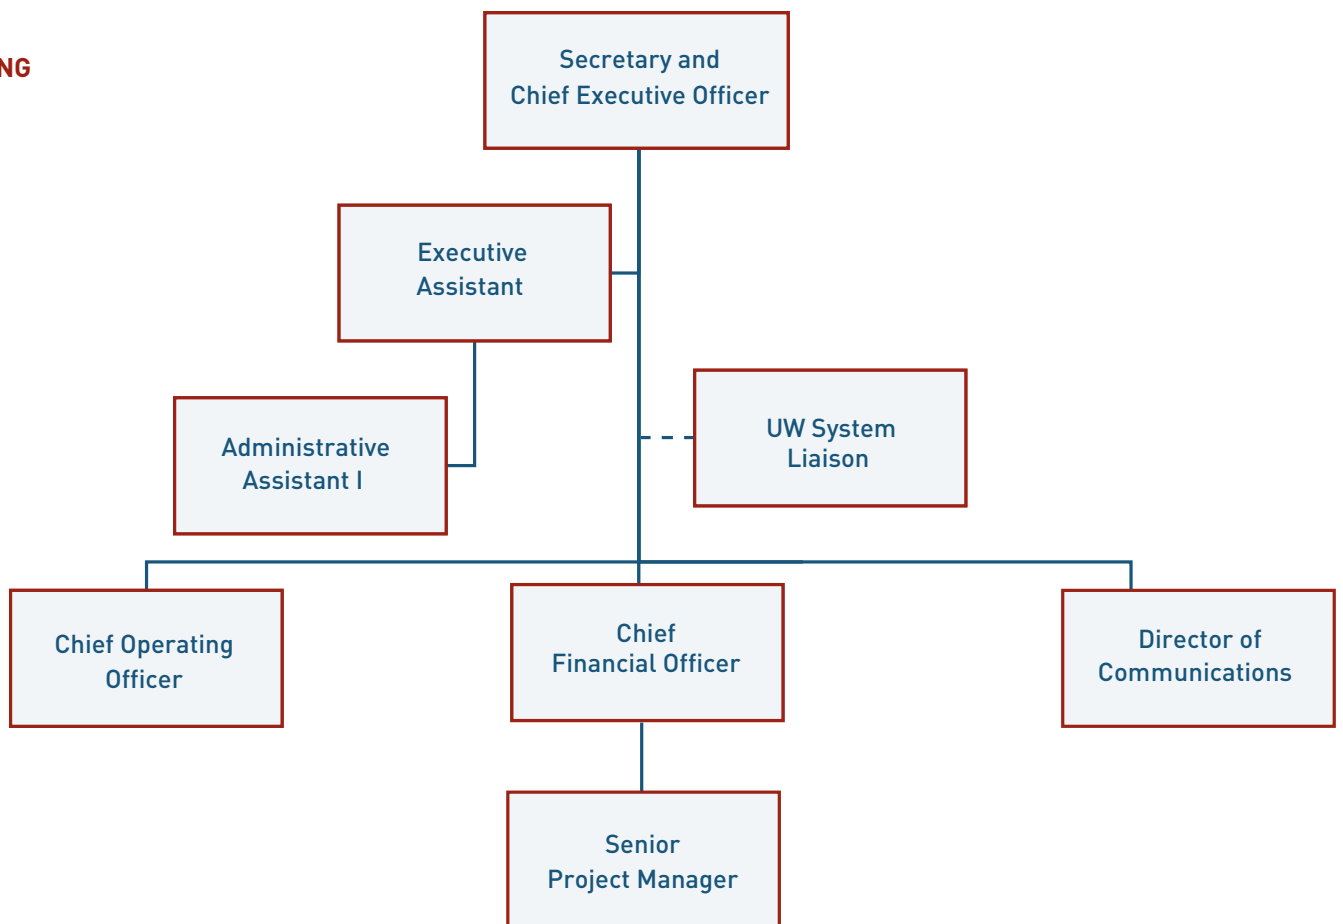 NG
Secretary and
Chief Executive Officer
Executive
Assistant
Administrative
Assistant I
UW System
Liaison
Chief Operating
Officer
Chief
Financial Officer
Director of
Communications
Senior
Project Manager